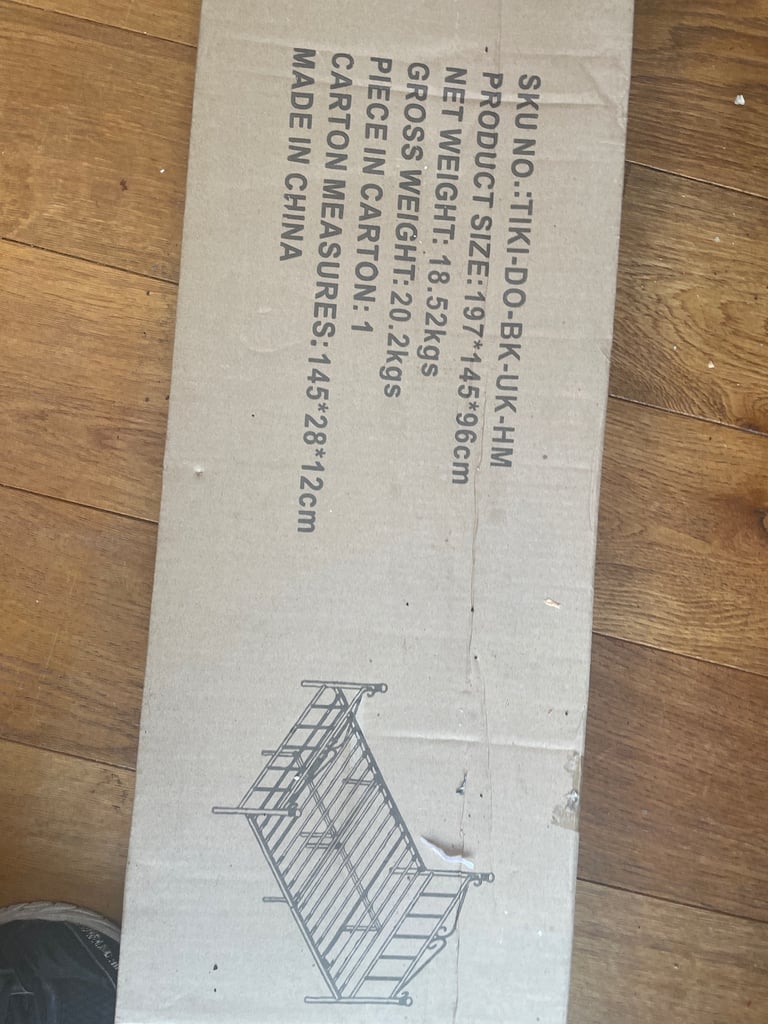 SKU NO.:TIKI-DO-BK-UK-HM
PRODUCT SIZE:197*145*96cm
NET WEIGHT: 18.52kgs
GROSS WEIGHT:20.2kgs
PIECE IN CARTON: 1
CARTON MEASURES:145*28*12cm
MADE IN CHINA